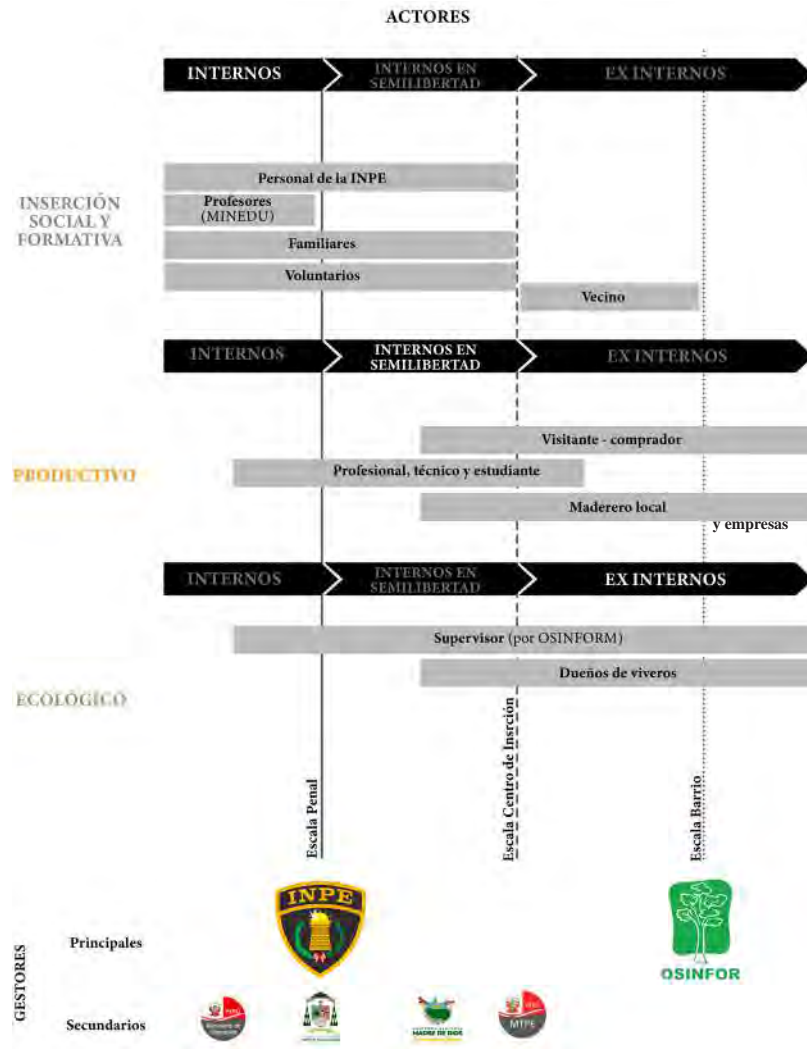 ACTORES
INTERNOS
INTERNOS EN
SEMILIBERTAD
EX INTERNOS
INSERCIÓN
SOCIAL Y
FORMATIVA
Personal de la INPE
Profesores
(MINEDU)
Familiares
Voluntarios
Vecino
INTERNOS
INTERNOS EN
SEMILIBERTAD
EX INTERNOS
PRODUCTIVO
Visitante - comprador
Profesional, técnico y estudiante
Maderero local
y empresas
INTERNOS
INTERNOS EN
SEMILIBERTAD
EX INTERNOS
ECOLÓGICO
Supervisor (por OSINFORM)
Dueños de viveros
Escala Penal
Escala Centro de Insrción
Escala Barrio
GESTORES
Principales
INPE
OSINFOR
Secundarios
PERÚ
MADRE DE DIOS
MTPE